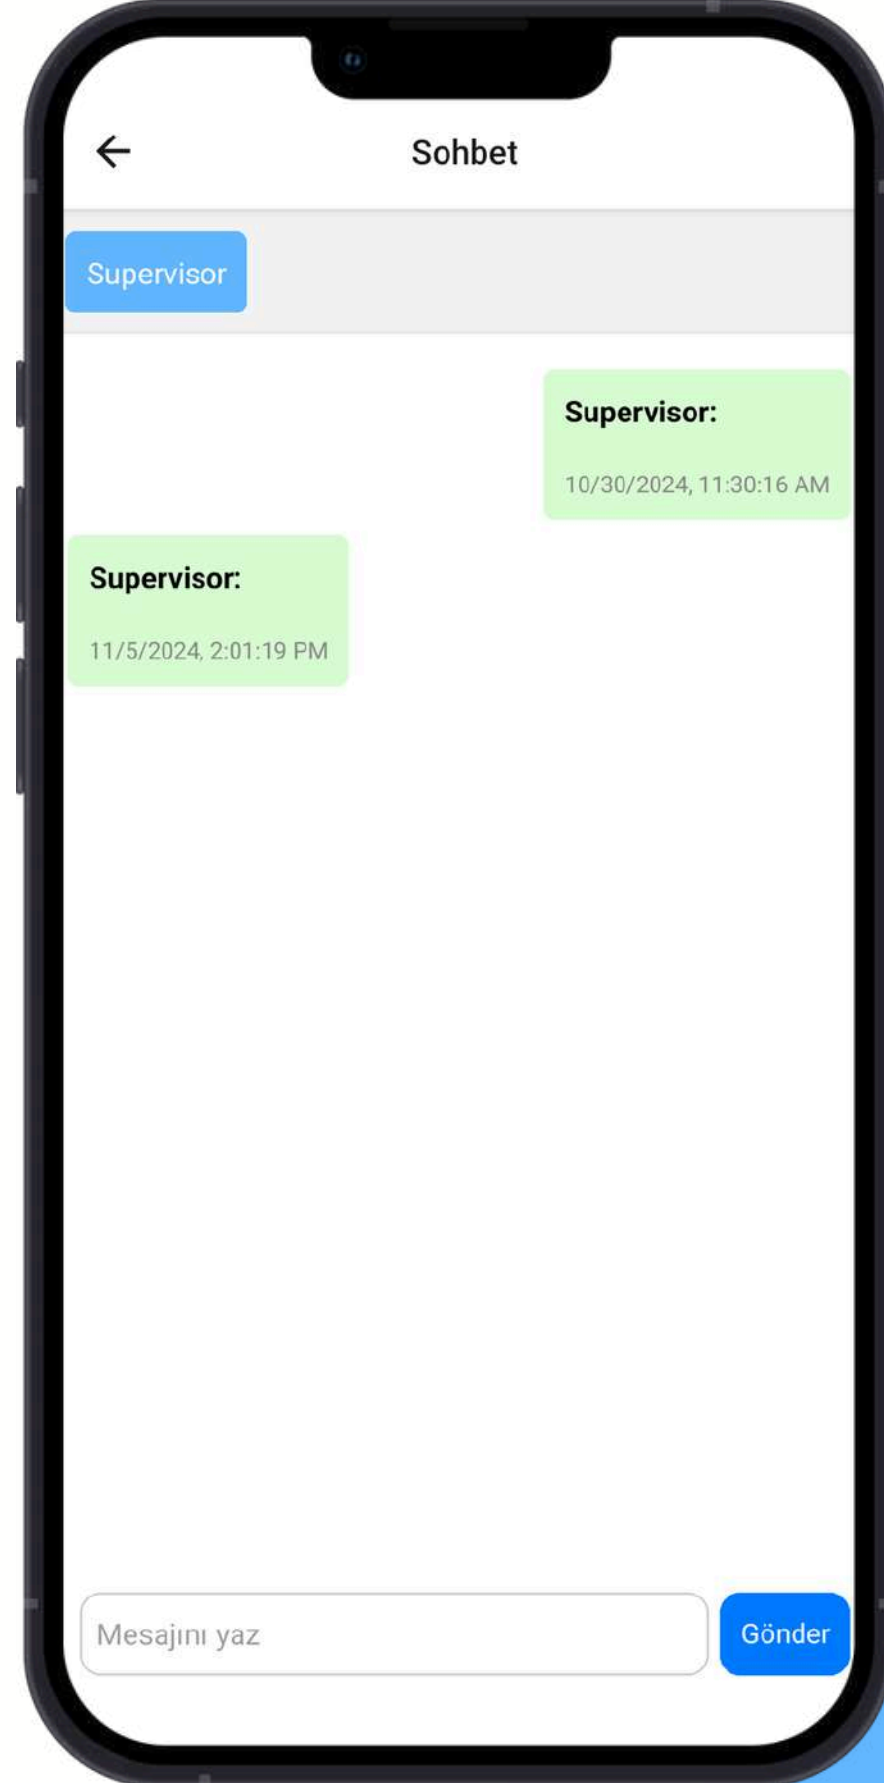 Sohbet
Supervisor
Supervisor:
10/30/2024, 11:30:16 AM
Supervisor:
11/5/2024, 2:01:19 PM
Mesajını yaz
Gönder